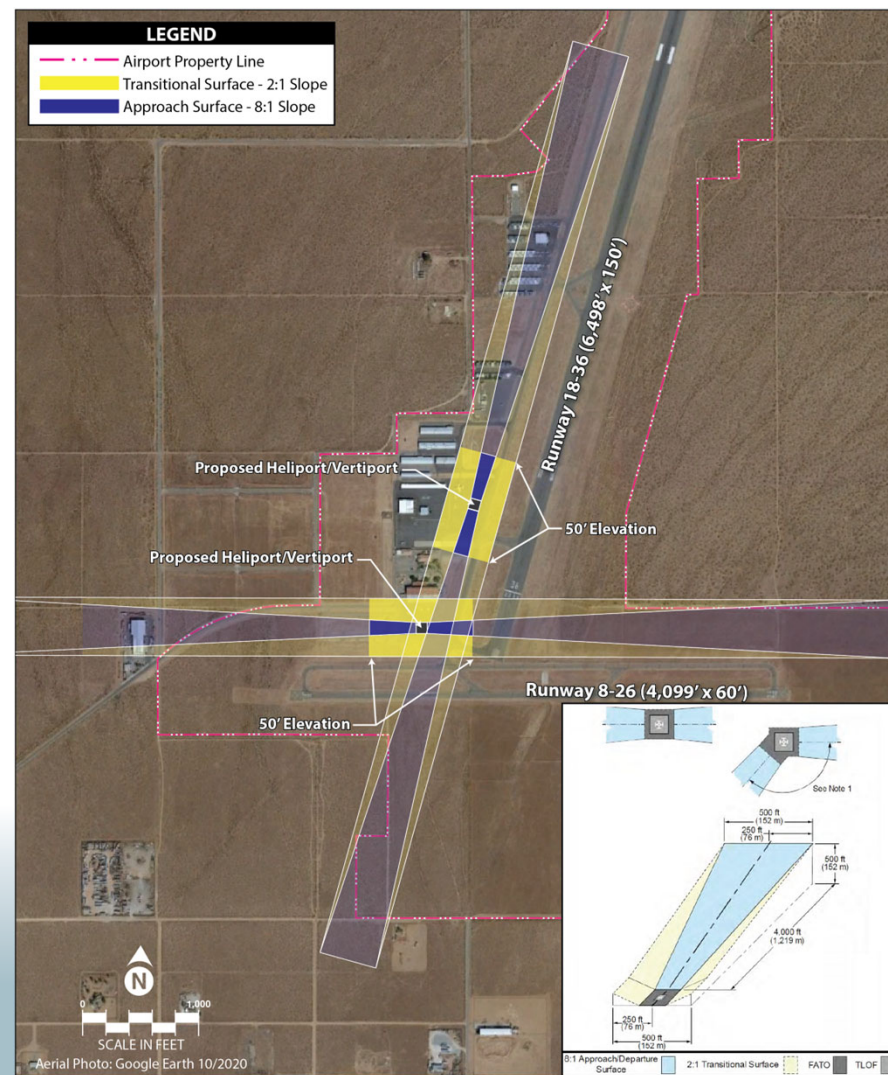 LEGEND
Airport Property Line
Transitional Surface - 2:1 Slope
Approach Surface - 8:1 Slope
Runway 18-36 (6,498' x 150')
Proposed Heliport/Vertiport
50' Elevation
Proposed Heliport/Vertiport
Runway 8-26 (4,099' x 60')
50' Elevation
See Note 1
500 ft
(152 m)
250 ft
(76 m)
500 ft
(152 m)
4,000 ft
(1,219 m)
250 ft
(76 m)
500 ft
(152 m)
N
0 1,000
SCALE IN FEET
Aerial Photo: Google Earth 10/2020
8:1 Approach/Departure
Surface
2:1 Transitional Surface
FATO
TLOF